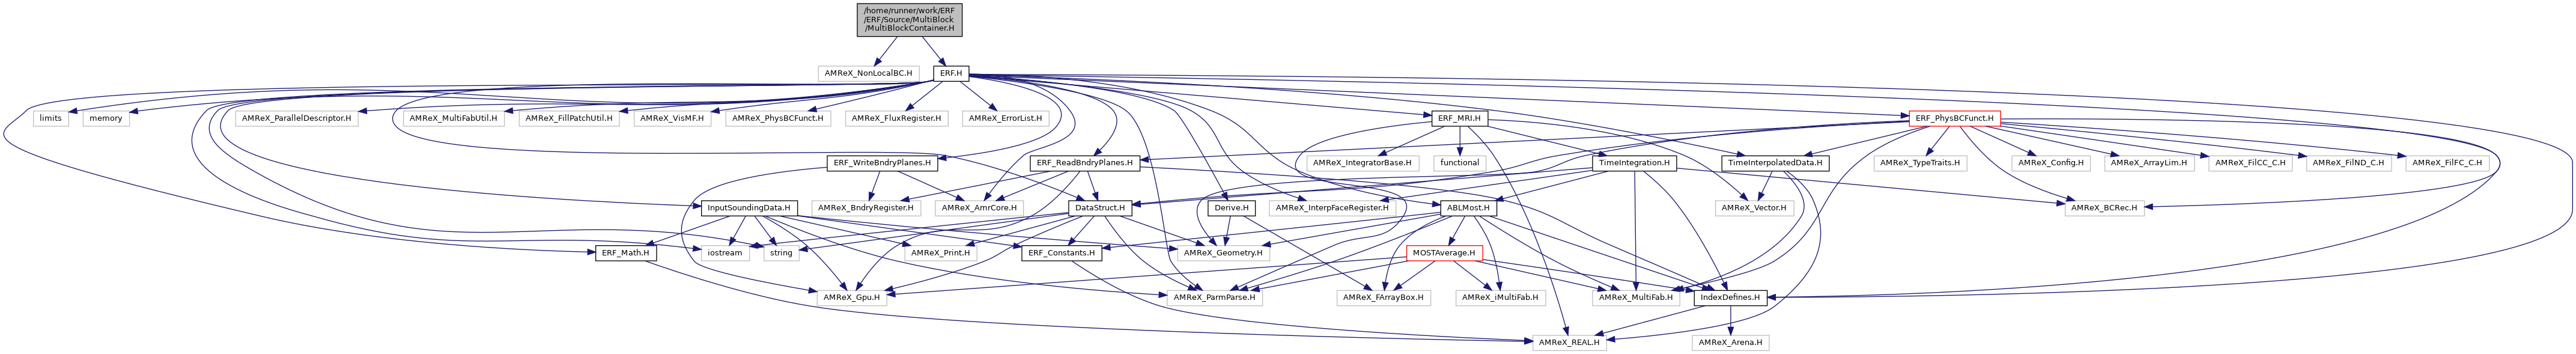 /home/runner/work/ERF
/ERF/Source/MultiBlock
/MultiBlockContainer.H
AMReX_NonLocalBC.H
ERF.H
limits
memory
AMReX_ParallelDescriptor.H
AMReX_MultiFabUtil.H
AMReX_FillPatchUtil.H
AMReX_VisMF.H
AMReX_PhysBCFunct.H
AMReX_FluxRegister.H
AMReX_ErrorList.H
ERF_MRI.H
ERF_PhysBCFunct.H
ERF_WriteBndryPlanes.H
ERF_ReadBndryPlanes.H
AMReX_IntegratorBase.H
functional
TimeIntegration.H
TimeInterpolatedData.H
AMReX_TypeTraits.H
AMReX_Config.H
AMReX_ArrayLim.H
AMReX_FilCC_C.H
AMReX_FilND_C.H
AMReX_FilFC_C.H
InputSoundingData.H
AMReX_BndryRegister.H
AMReX_AmrCore.H
DataStruct.H
Derive.H
AMReX_InterpFaceRegister.H
ABLMost.H
AMReX_Vector.H
AMReX_BCRec.H
ERF_Math.H
iostream
string
AMReX_Print.H
ERF_Constants.H
AMReX_Geometry.H
MOSTAverage.H
AMReX_Gpu.H
AMReX_ParmParse.H
AMReX_FArrayBox.H
AMReX_iMultiFab.H
AMReX_MultiFab.H
IndexDefines.H
AMReX_REAL.H
AMReX_Arena.H